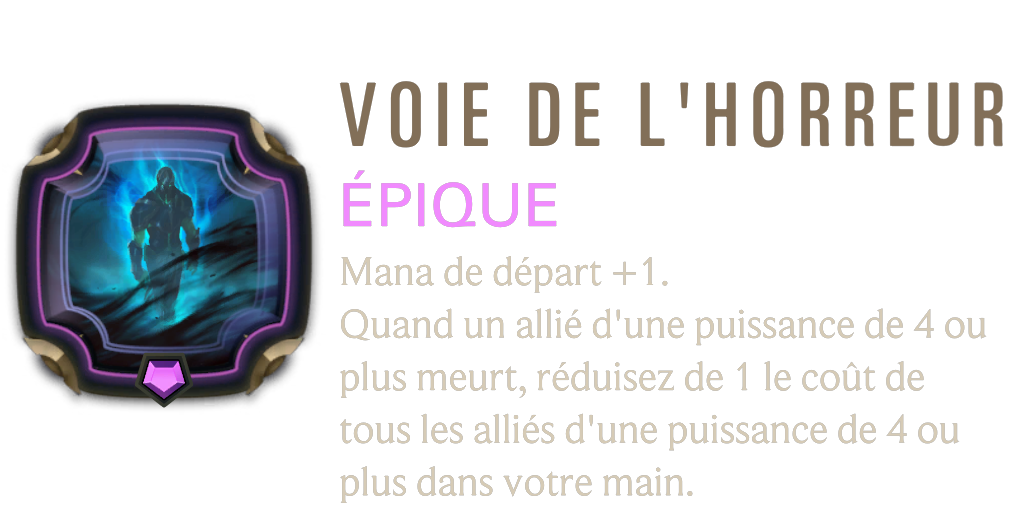 VOIE DE L'HORREUR
ÉPIQUE
Mana de départ +1.
Quand un allié d'une puissance de 4 ou
plus meurt, réduisez de 1 le coût de
tous les alliés d'une puissance de 4 ou
plus dans votre main.